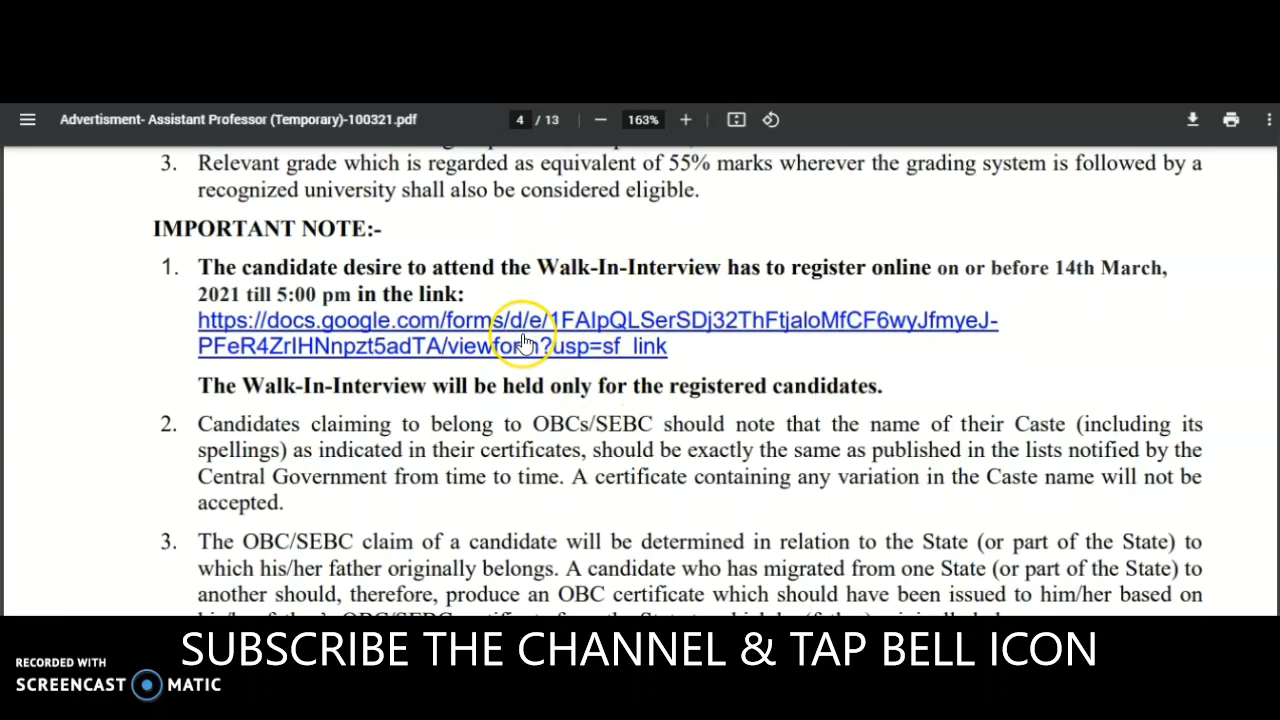 Advertisment- Assistant Professor (Temporary)-100321.pdf 4 / 13 163%
3. Relevant grade which is regarded as equivalent of 55% marks wherever the grading system is followed by a
recognized university shall also be considered eligible.
IMPORTANT NOTE:-
1. The candidate desire to attend the Walk-In-Interview has to register online on or before 14th March,
2021 till 5:00 pm in the link:
https://docs.google.com/forms/d/e/1FAIpQLSerSDj32ThFtjaloMfCF6wyJfmyeJ-
PFeR4ZrIHNnpzt5adTA/viewform?usp=sf_link
The Walk-In-Interview will be held only for the registered candidates.
2. Candidates claiming to belong to OBCs/SEBC should note that the name of their Caste (including its
spellings) as indicated in their certificates, should be exactly the same as published in the lists notified by the
Central Government from time to time. A certificate containing any variation in the Caste name will not be
accepted.
3. The OBC/SEBC claim of a candidate will be determined in relation to the State (or part of the State) to
which his/her father originally belongs. A candidate who has migrated from one State (or part of the State) to
another should, therefore, produce an OBC certificate which should have been issued to him/her based on
SUBSCRIBE THE CHANNEL & TAP BELL ICON
RECORDED WITH
SCREENCAST MATIC